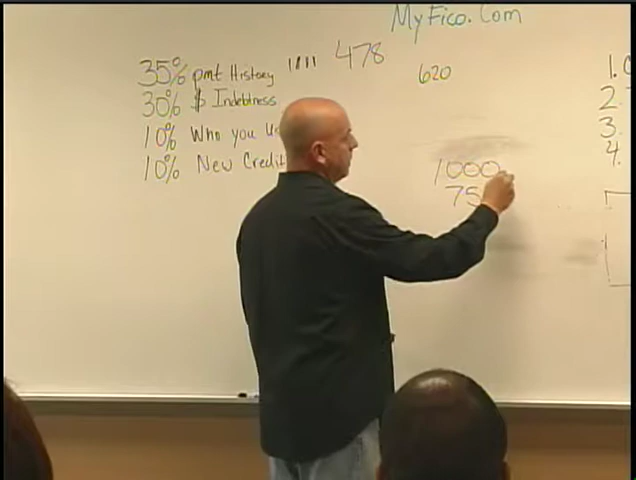 MyFico.Com
35% pmt History IIII 478
620
30% $ Indebtness
10% Who you
10% New Credit
1000
75
1.
2
3.
4.